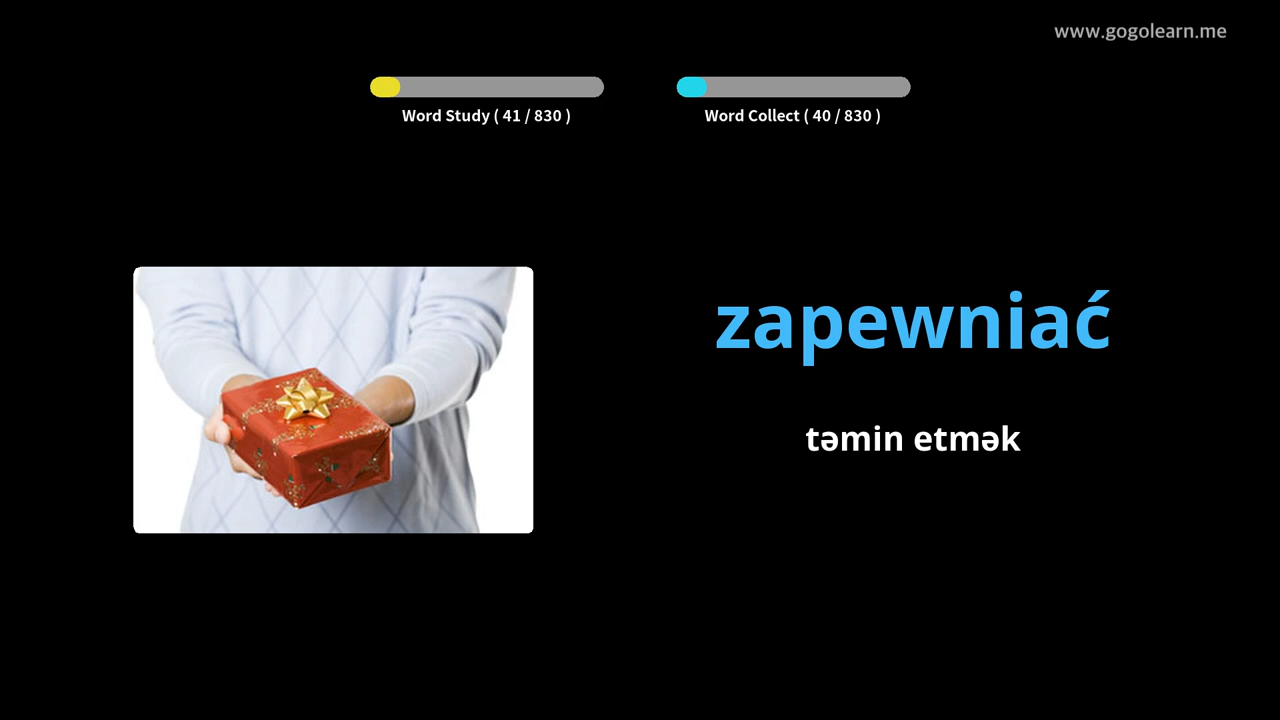 www.gogolearn.me
Word Study ( 41 / 830 )
Word Collect ( 40 / 830 )
zapewniać
təmin etmək